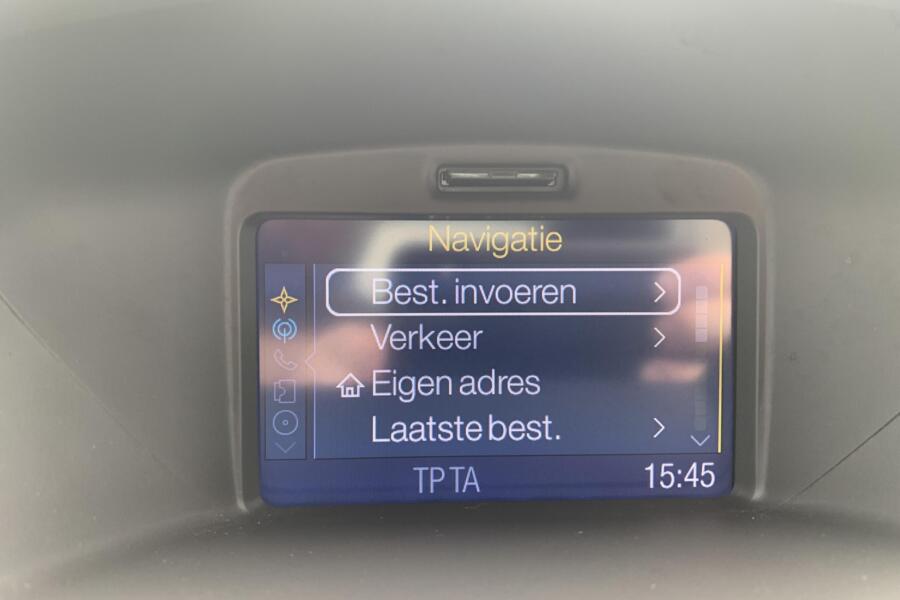 Navigatie
Best. invoeren
Verkeer
Eigen adres
Laatste best.
TP TA 15:45